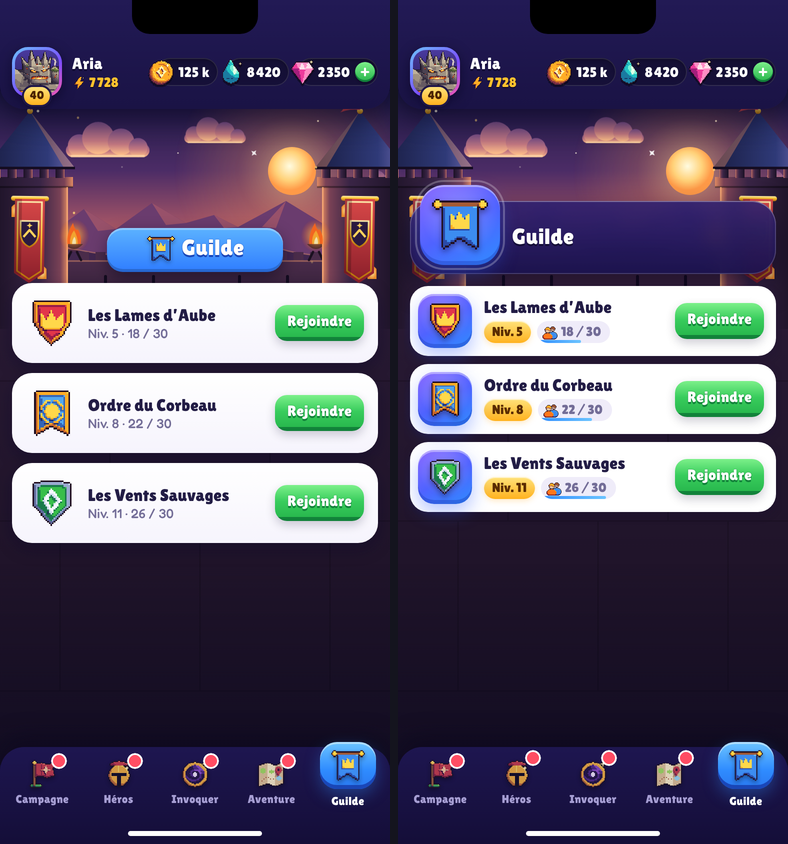 Aria
7728
125 k
8420
2350
40
Guilde
Les Lames d'Aube
Niv. 5 · 18 / 30
Rejoindre
Ordre du Corbeau
Niv. 8 · 22 / 30
Rejoindre
Les Vents Sauvages
Niv. 11 · 26 / 30
Rejoindre
Campagne
Héros
Invoquer
Aventure
Guilde
Aria
7728
125 k
8420
2350
40
Guilde
Les Lames d'Aube
Niv. 5
18 / 30
Rejoindre
Ordre du Corbeau
Niv. 8
22 / 30
Rejoindre
Les Vents Sauvages
Niv. 11
26 / 30
Rejoindre
Campagne
Héros
Invoquer
Aventure
Guilde